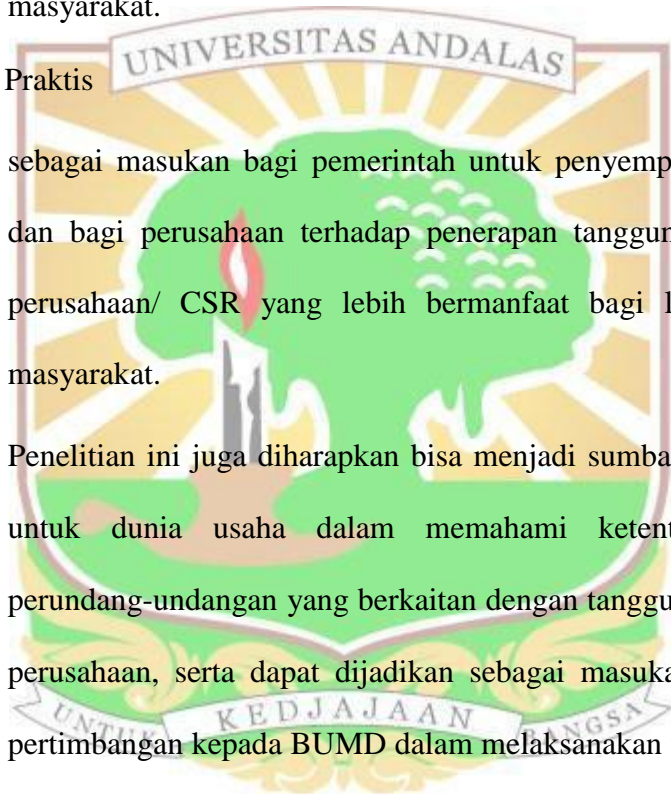 masyarakat.
UNIVERSITAS ANDALAS
Praktis
sebagai masukan bagi pemerintah untuk penyemp
dan bagi perusahaan terhadap penerapan tanggun
perusahaan/ CSR yang lebih bermanfaat bagi l
masyarakat.
Penelitian ini juga diharapkan bisa menjadi sumba
untuk dunia usaha dalam memahami ketent
perundang-undangan yang berkaitan dengan tanggu
perusahaan, serta dapat dijadikan sebagai masuka
UNTUK KEDJAJAAN BANGSA
pertimbangan kepada BUMD dalam melaksanakan